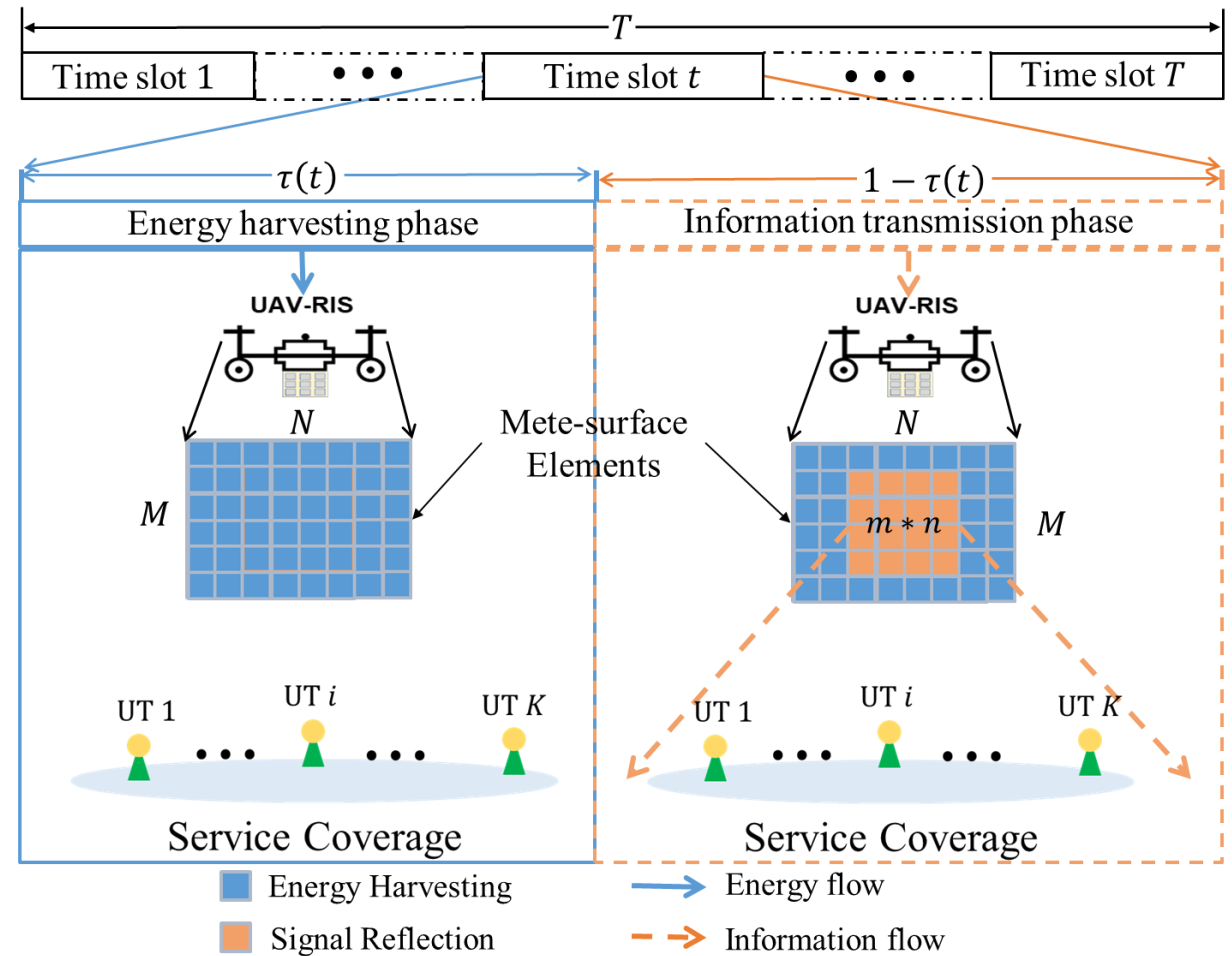 T
Time slot 1
• • •
Time slot t
• • •
Time slot T
τ(t)
1 − τ(t)
Energy harvesting phase
Information transmission phase
UAV-RIS
UAV-RIS
N
N
Mete-surface
Elements
M
m * n
M
UT 1
• • •
UT i
• • •
UT K
UT 1
• • •
UT i
• • •
UT K
Service Coverage
Service Coverage
Energy Harvesting
Energy flow
Signal Reflection
Information flow